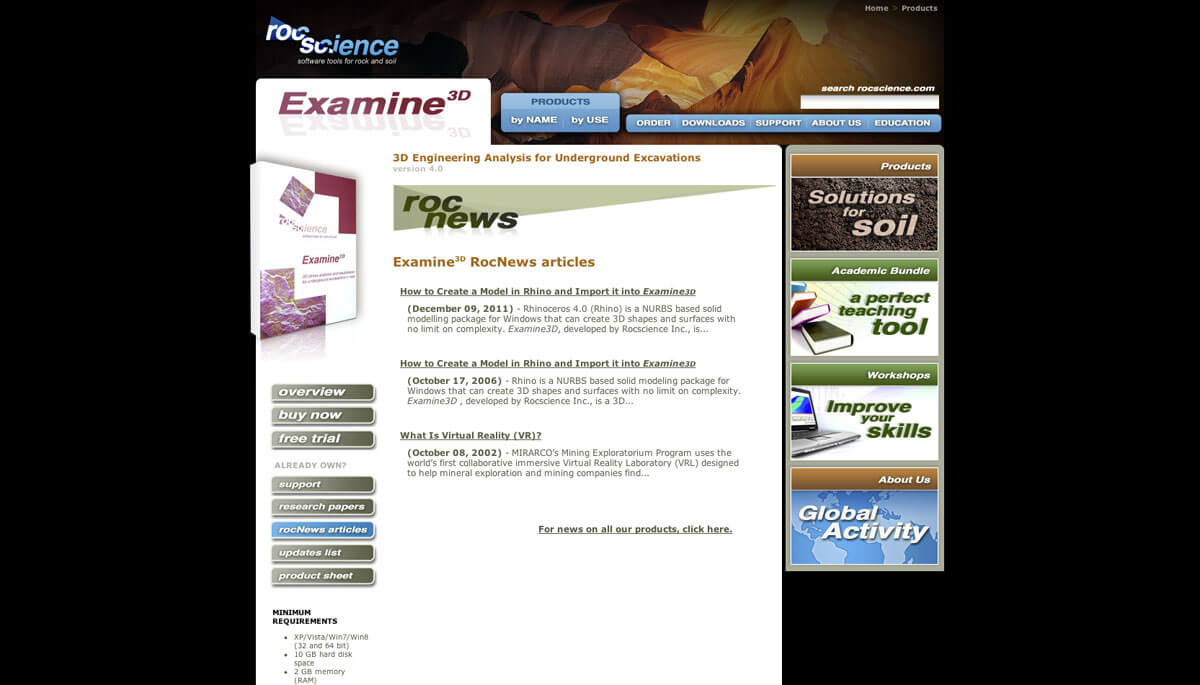 Home > Products
roc
science
software tools for rock and soil
search rocscience.com
Examine3D
PRODUCTS
by NAME by USE
ORDER DOWNLOADS SUPPORT ABOUT US EDUCATION
3D Engineering Analysis for Underground Excavations
version 4.0
roc
news
rocscience
Examine3D
Examine3D RocNews articles
How to Create a Model in Rhino and Import it into Examine3D
(December 09, 2011) - Rhinoceros 4.0 (Rhino) is a NURBS based solid
modelling package for Windows that can create 3D shapes and surfaces with
no limit on complexity. Examine3D, developed by Rocscience Inc., is...
How to Create a Model in Rhino and Import it into Examine3D
(October 17, 2006) - Rhino is a NURBS based solid modeling package for
Windows that can create 3D shapes and surfaces with no limit on complexity.
Examine3D , developed by Rocscience Inc., is a 3D...
What Is Virtual Reality (VR)?
(October 08, 2002) - MIRARCO's Mining Exploratorium Program uses the
world's first collaborative immersive Virtual Reality Laboratory (VRL) designed
to help mineral exploration and mining companies find...
For news on all our products, click here.
overview
buy now
free trial
ALREADY OWN?
support
research papers
rocNews articles
updates list
product sheet
MINIMUM
REQUIREMENTS
XP/Vista/Win7/Win8
(32 and 64 bit)
10 GB hard disk
space
2 GB memory
(RAM)
Products
Solutions
for
soil
Academic Bundle
a perfect
teaching
tool
Workshops
Improve
your
skills
About Us
Global
Activity